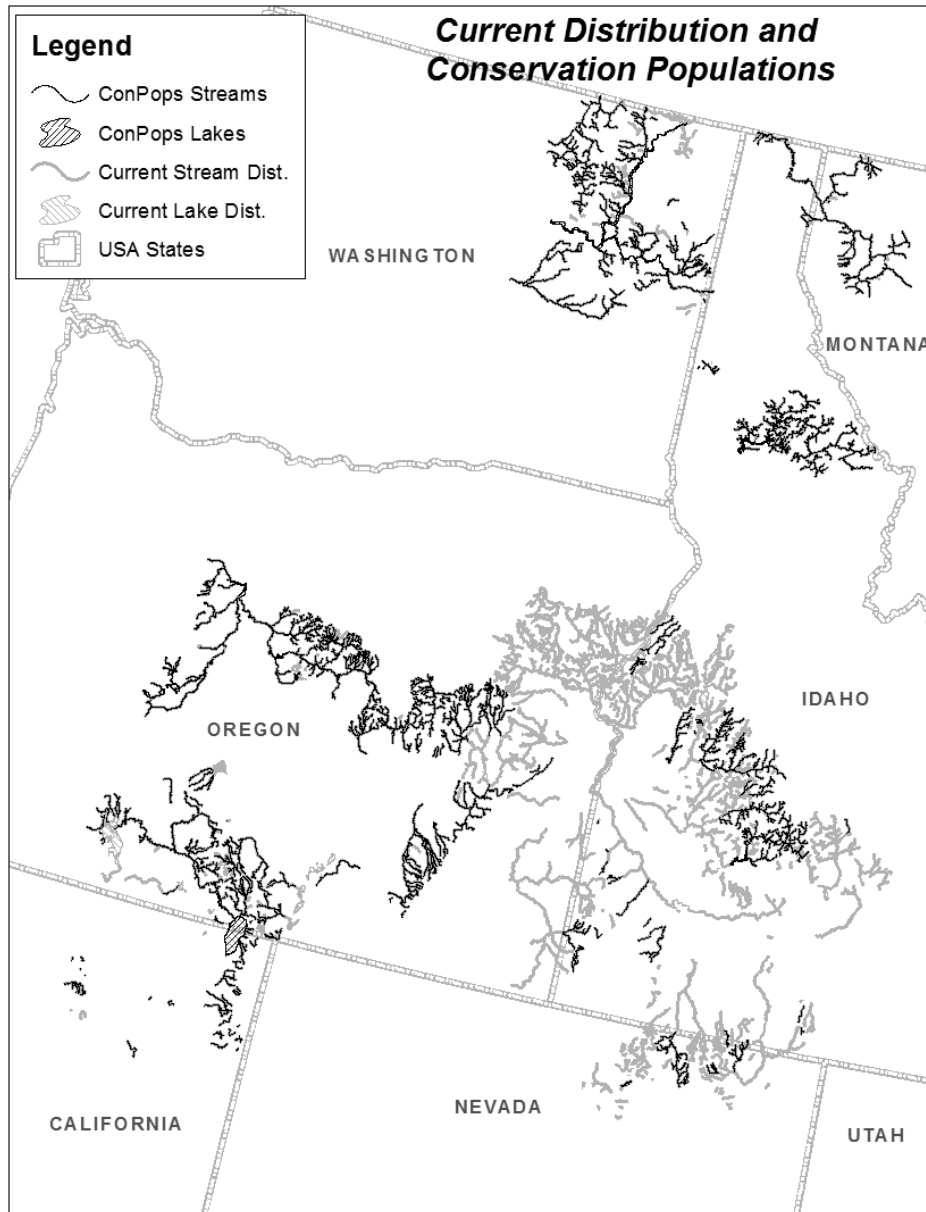 Current Distribution and
Conservation Populations
Legend
ConPops Streams
ConPops Lakes
Current Stream Dist.
Current Lake Dist.
USA States
WASHINGTON
MONTANA
IDAHO
OREGON
NEVADA
CALIFORNIA
UTAH